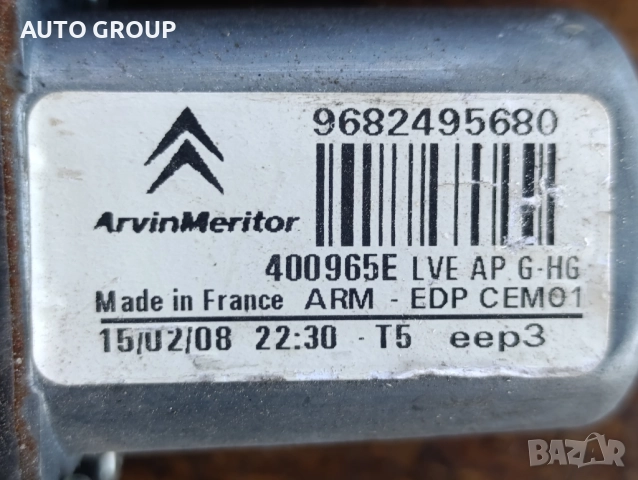 AUTO GROUP
9682495680
ArvinMeritor
400965E LVE AP.G-HG
Made in France ARM - EDP CEM01
15/02/08 22:30 - T5 eep3
BAZAR